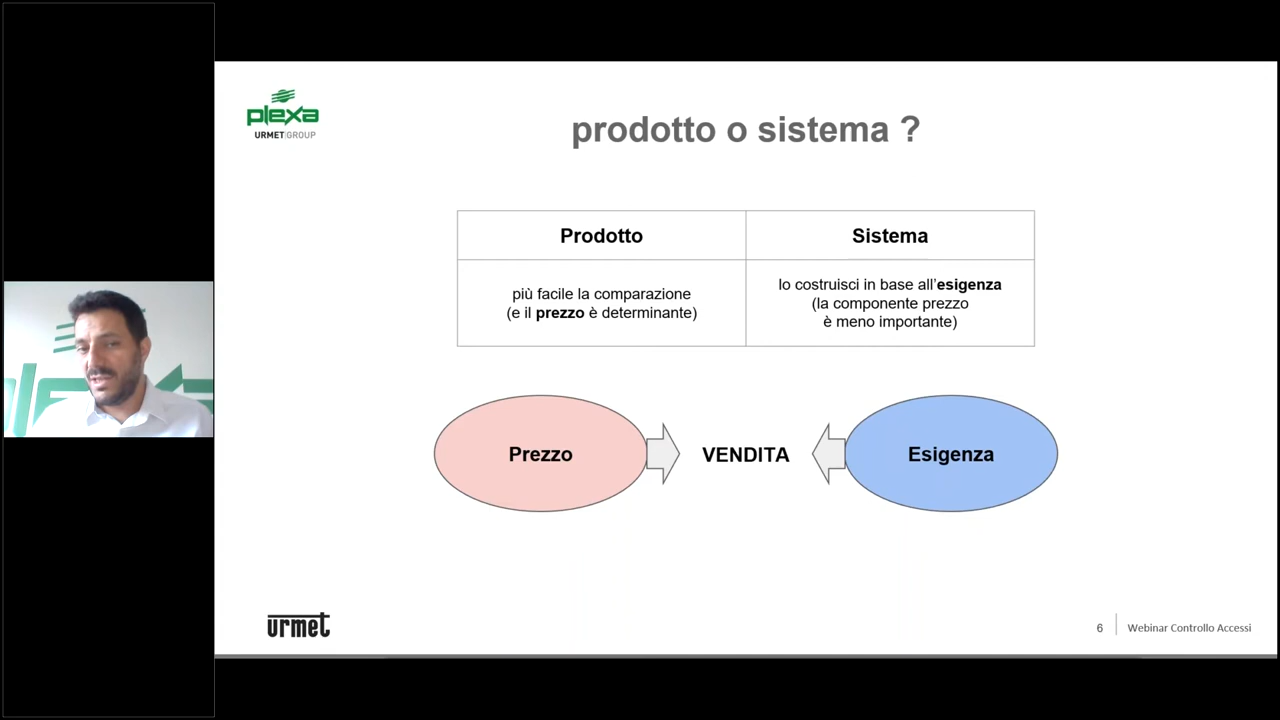 plexa
URMET|GROUP
prodotto o sistema ?
Prodotto
Sistema
più facile la comparazione
(e il prezzo è determinante)
lo costruisci in base all'esigenza
(la componente prezzo
è meno importante)
Prezzo
VENDITA
Esigenza
urmet
6
Webinar Controllo Accessi